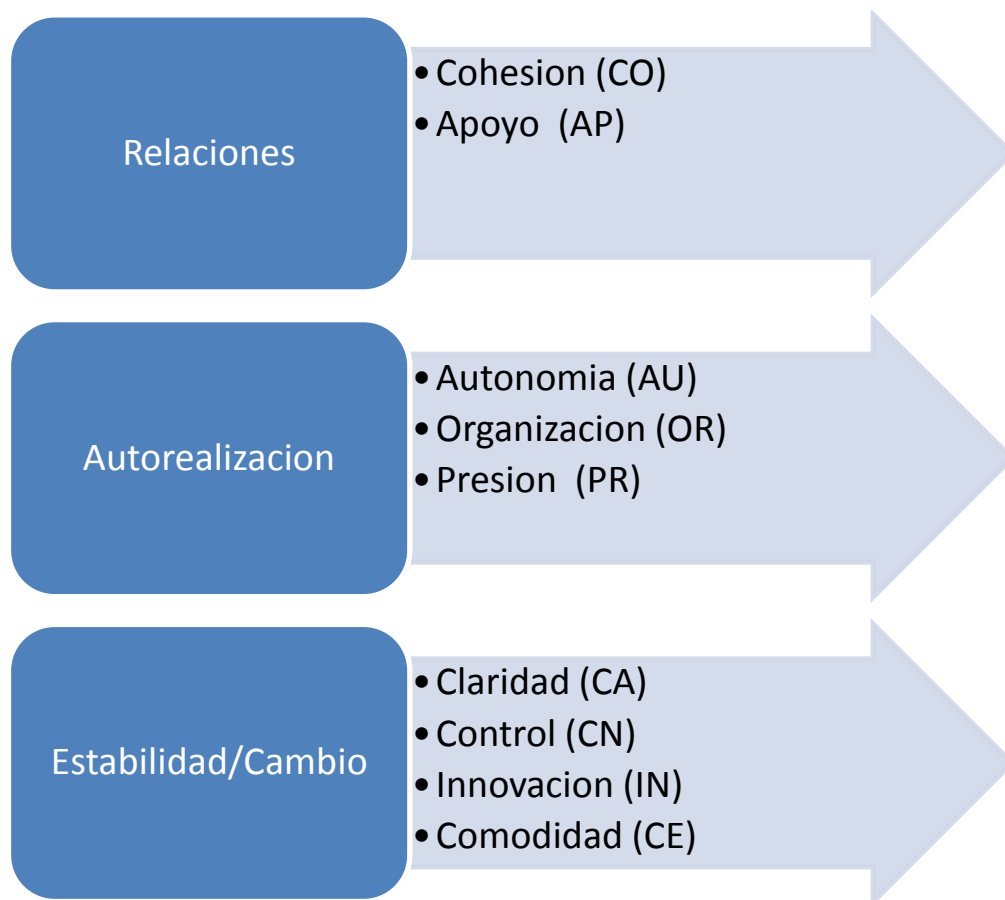 Relaciones
• Cohesion (CO)
• Apoyo  (AP)
Autorealizacion
• Autonomia (AU)
• Organizacion (OR)
• Presion  (PR)
Estabilidad/Cambio
• Claridad (CA)
• Control (CN)
• Innovacion (IN)
• Comodidad (CE)